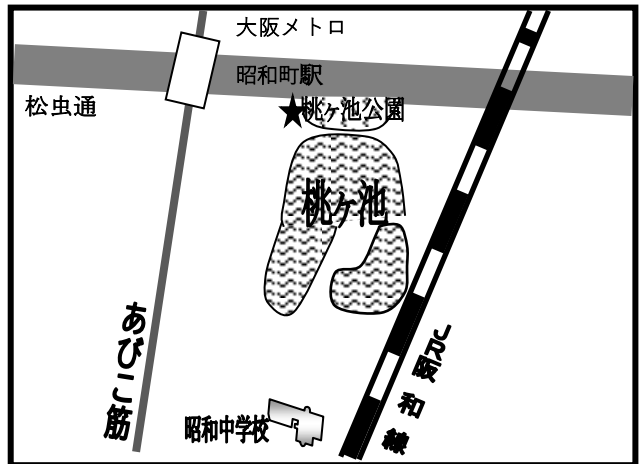 大阪メトロ
昭和町駅
松虫通
★桃ヶ池公園
桃ヶ池
あびこ筋
JR阪和線
昭和中学校